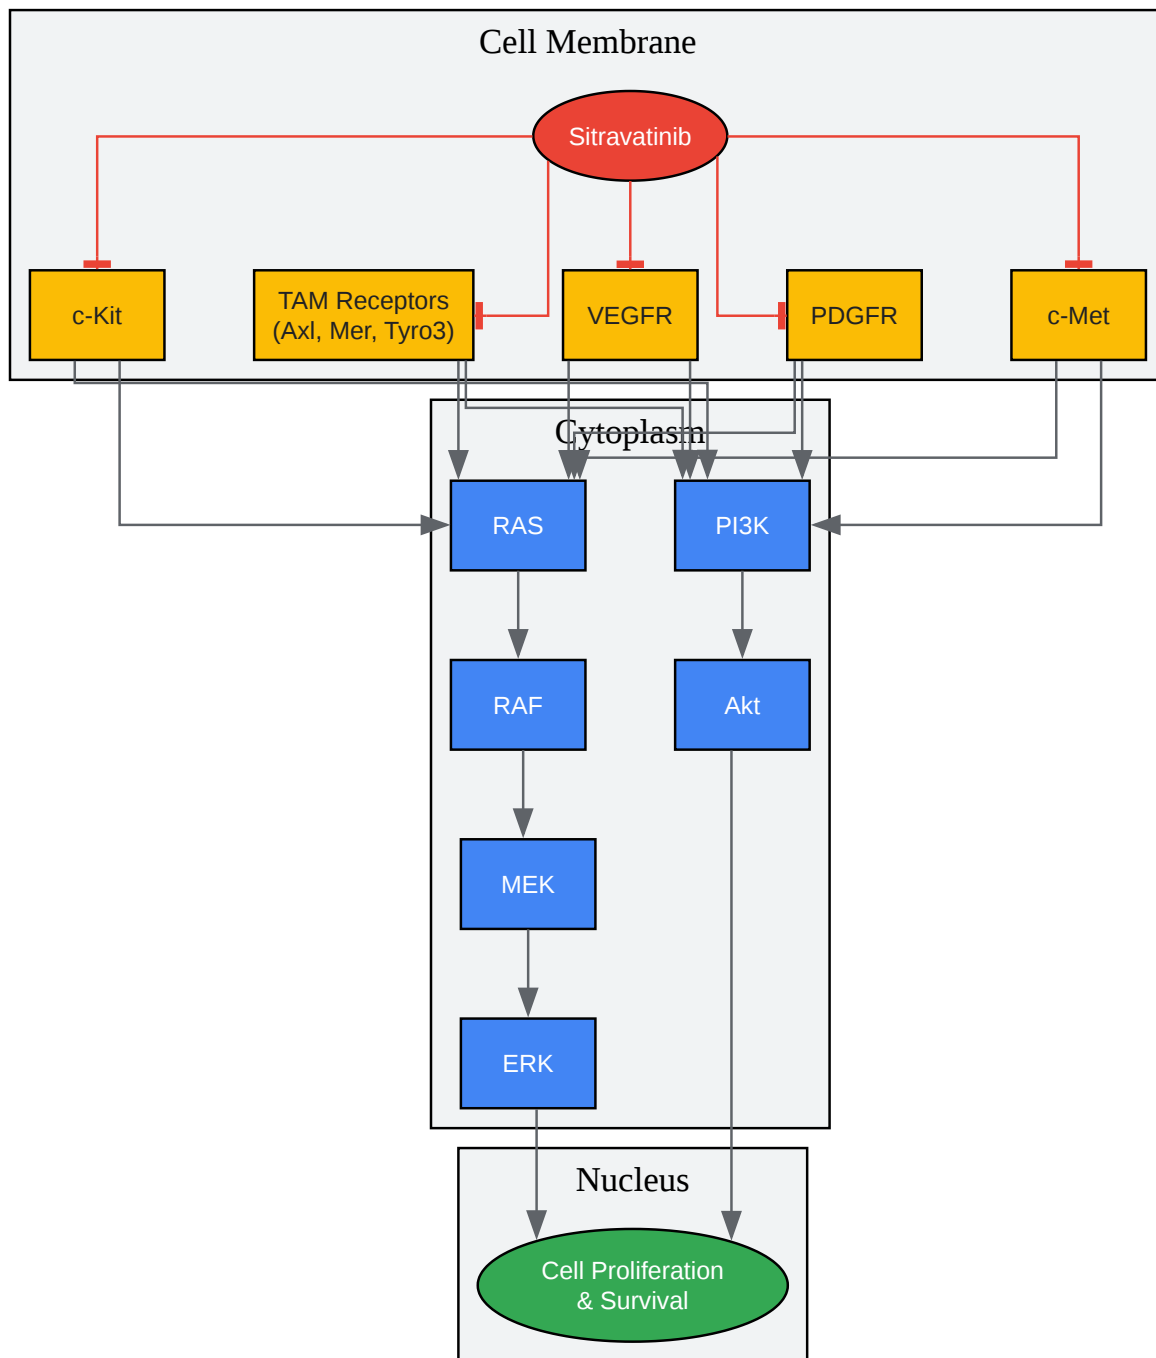 Cell Membrane
Sitravatinib
c-Kit
TAM Receptors
(Axl, Mer, Tyro3)
VEGFR
PDGFR
c-Met
Cytoplasm
RAS
PI3K
RAF
Akt
MEK
ERK
Nucleus
Cell Proliferation
& Survival